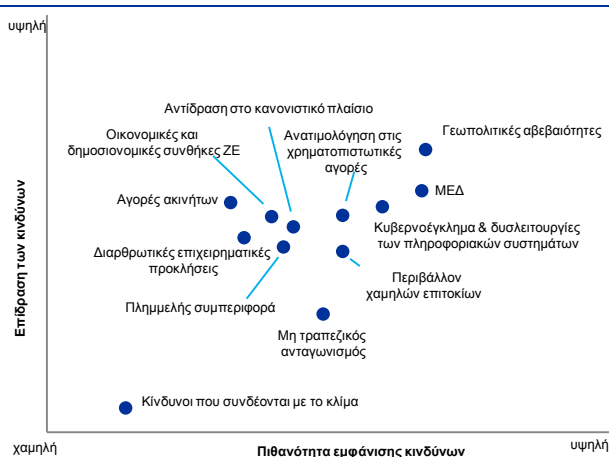 υψηλή
Αντίδραση στο κανονιστικό πλαίσιο
Οικονομικές και
δημοσιονομικές συνθήκες ΖΕ
Ανατιμολόγηση στις
χρηματοπιστωτικές
αγορές
Γεωπολιτικές αβεβαιότητες
Αγορές ακινήτων
ΜΕΔ
Κυβερνοέγκλημα & δυσλειτουργίες
των πληροφοριακών συστημάτων
Διαρθρωτικές επιχειρηματικές
προκλήσεις
Περιβάλλον
χαμηλών επιτοκίων
Πλημμελής συμπεριφορά
Μη τραπεζικός
ανταγωνισμός
Κίνδυνοι που συνδέονται με το κλίμα
Επίδραση των κινδύνων
χαμηλή
Πιθανότητα εμφάνισης κινδύνων
υψηλή